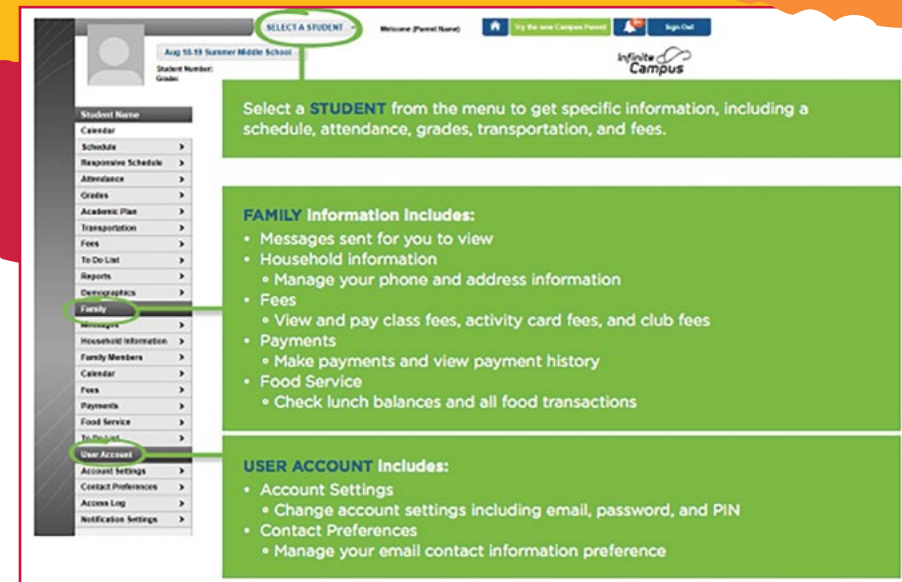 SELECT A STUDENT
Welcome (Parent Name)
Try the new Campus Parent
Sign Out
Aug 18-19 Summer Middle School
Student Number:
Grade:
Infinite
Campus
Student Name
Calendar
Schedule
Responsive Schedule
Attendance
Grades
Academic Plan
Transportation
Fees
To Do List
Reports
Demographics
Family
Messages
Household Information
Family Members
Calendar
Fees
Payments
Food Service
To Do List
User Account
Account Settings
Contact Preferences
Access Log
Notification Settings
Select a STUDENT from the menu to get specific information, including a
schedule, attendance, grades, transportation, and fees.
FAMILY Information Includes:
• Messages sent for you to view
• Household information
• Manage your phone and address information
• Fees
• View and pay class fees, activity card fees, and club fees
• Payments
• Make payments and view payment history
• Food Service
• Check lunch balances and all food transactions
USER ACCOUNT Includes:
• Account Settings
• Change account settings including email, password, and PIN
• Contact Preferences
• Manage your email contact information preference